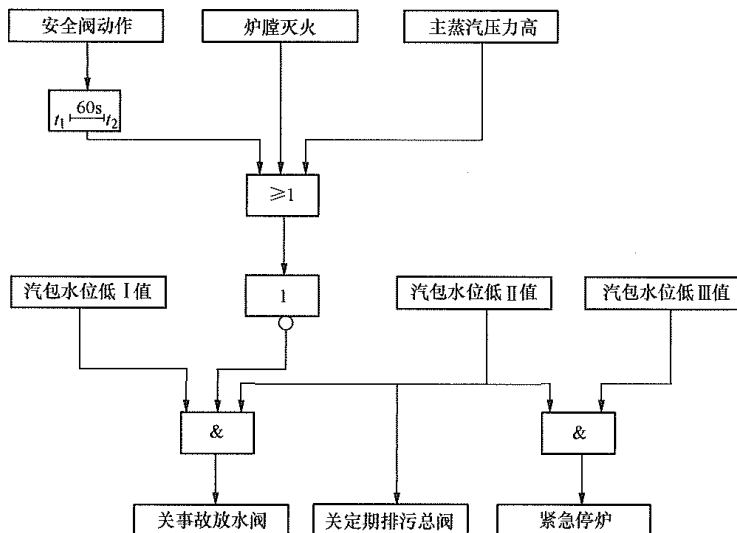 安全阀动作
炉膛灭火
主蒸汽压力高
60s
t₁ t₂
≥1
汽包水位低Ⅰ值
1
汽包水位低Ⅱ值
汽包水位低Ⅲ值
&
&
关事故放水阀
关定期排污总阀
紧急停炉